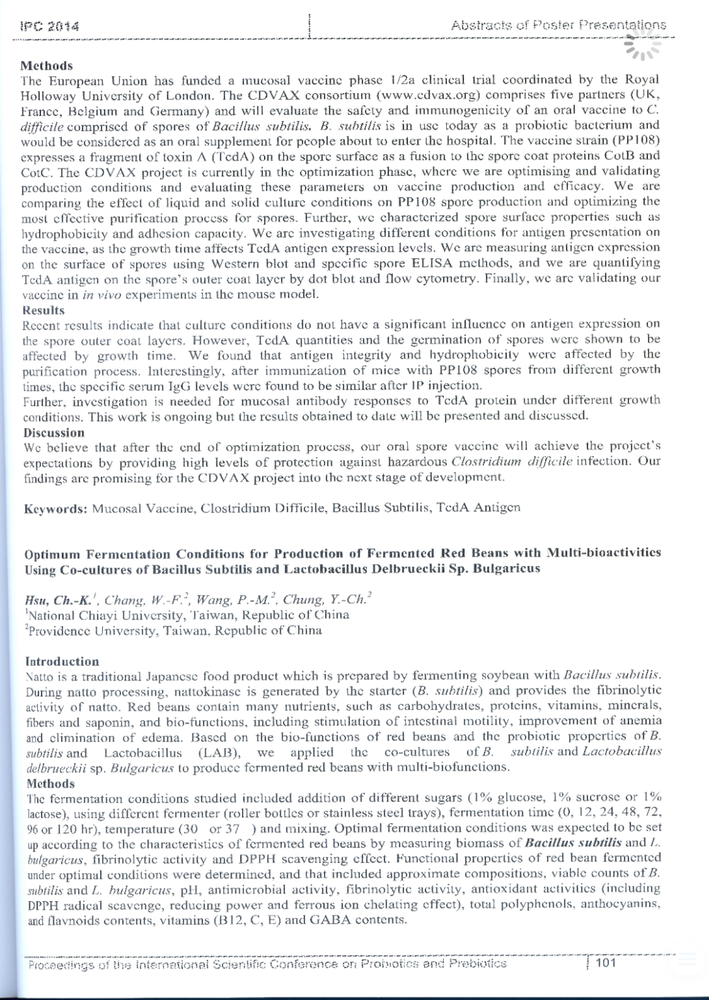 IPC 2014
Abstracts of Poster Presentations
Methods
The European Union has funded a mucosal vaccine phase 1/2a clinical trial coordinated by the Royal
Holloway University of London. The CDVAX consortium (www.cdvax.org) comprises five partners (UK,
France, Belgium and Germany) and will evaluate the safety and immunogenicity of an oral vaccine to C.
difficile comprised of spores of Bacillus subtilis. B. subtilis is in use today as a probiotic bacterium and
would be considered as an oral supplement for people about to enter the hospital. The vaccine strain (PP108)
expresses a fragment of toxin A (TcdA) on the spore surface as a fusion to the spore coat proteins CotB and
CotC. The CDVAX project is currently in the optimization phase, where we are optimising and validating
production conditions and evaluating these parameters on vaccine production and efficacy. We are
comparing the effect of liquid and solid culture conditions on PP108 spore production and optimizing the
most effective purification process for spores. Further, we characterized spore surface properties such as
hydrophobicity and adhesion capacity. We are investigating different conditions for antigen presentation on
the vaccine, as the growth time affects TcdA antigen expression levels. We are measuring antigen expression
on the surface of spores using Western blot and specific spore ELISA methods, and we are quantifying
TcdA antigen on the spore's outer coat layer by dot blot and flow cytometry. Finally, we are validating our
vaccine in in vivo experiments in the mouse model.
Results
Recent results indicate that culture conditions do not have a significant influence on antigen expression on
the spore outer coat layers. However, TcdA quantities and the germination of spores were shown to be
affected by growth time. We found that antigen integrity and hydrophobicity were affected by the
purification process. Interestingly, after immunization of mice with PP108 spores from different growth
times, the specific serum IgG levels were found to be similar after IP injection.
Further, investigation is needed for mucosal antibody responses to TcdA protein under different growth
conditions. This work is ongoing but the results obtained to date will be presented and discussed.
Discussion
We believe that after the end of optimization process, our oral spore vaccine will achieve the project's
expectations by providing high levels of protection against hazardous Clostridium difficile infection. Our
findings are promising for the CDVAX project into the next stage of development.
Keywords: Mucosal Vaccine, Clostridium Difficile, Bacillus Subtilis, TcdA Antigen
Optimum Fermentation Conditions for Production of Fermented Red Beans with Multi-bioactivities
Using Co-cultures of Bacillus Subtilis and Lactobacillus Delbrueckii Sp. Bulgaricus
Hsu, Ch.-K.¹, Chang, W.-F.², Wang, P.-M.², Chung, Y.-Ch.²
¹National Chiayi University, Taiwan, Republic of China
²Providence University, Taiwan, Republic of China
Introduction
Natto is a traditional Japanese food product which is prepared by fermenting soybean with Bacillus subtilis.
During natto processing, nattokinase is generated by the starter (B. subtilis) and provides the fibrinolytic
activity of natto. Red beans contain many nutrients, such as carbohydrates, proteins, vitamins, minerals,
fibers and saponin, and bio-functions, including stimulation of intestinal motility, improvement of anemia
and elimination of edema. Based on the bio-functions of red beans and the probiotic properties of B.
subtilis and Lactobacillus (LAB), we applied the co-cultures of B. subtilis and Lactobacillus
delbrueckii sp. Bulgaricus to produce fermented red beans with multi-biofunctions.
Methods
The fermentation conditions studied included addition of different sugars (1% glucose, 1% sucrose or 1%
lactose), using different fermenter (roller bottles or stainless steel trays), fermentation time (0, 12, 24, 48, 72,
96 or 120 hr), temperature (30 or 37 ) and mixing. Optimal fermentation conditions was expected to be set
up according to the characteristics of fermented red beans by measuring biomass of Bacillus subtilis and L.
bulgaricus, fibrinolytic activity and DPPH scavenging effect. Functional properties of red bean fermented
under optimal conditions were determined, and that included approximate compositions, viable counts of B.
subtilis and L. bulgaricus, pH, antimicrobial activity, fibrinolytic activity, antioxidant activities (including
DPPH radical scavenge, reducing power and ferrous ion chelating effect), total polyphenols, anthocyanins,
and flavnoids contents, vitamins (B12, C, E) and GABA contents.
Proceedings of the International Scientific Conference on Probiotics and Prebiotics
101